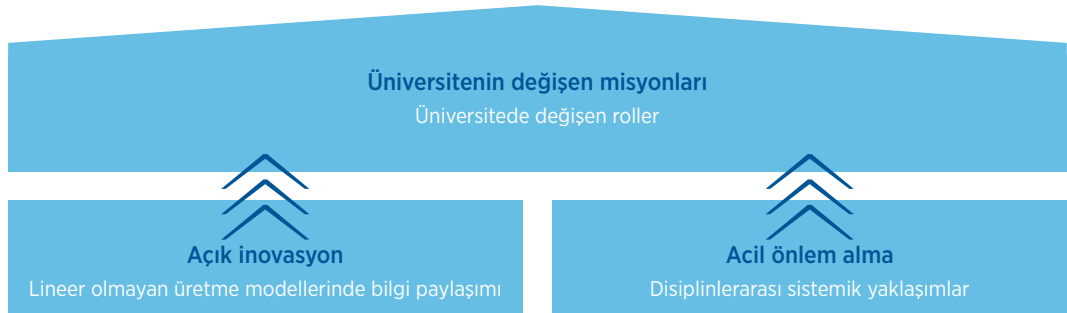 Üniversitenin değişen misyonları
Üniversitede değişen roller
Açık inovasyon
Lineer olmayan üretme modellerinde bilgi paylaşımı
Acil önlem alma
Disiplinlerarası sistemik yaklaşımlar